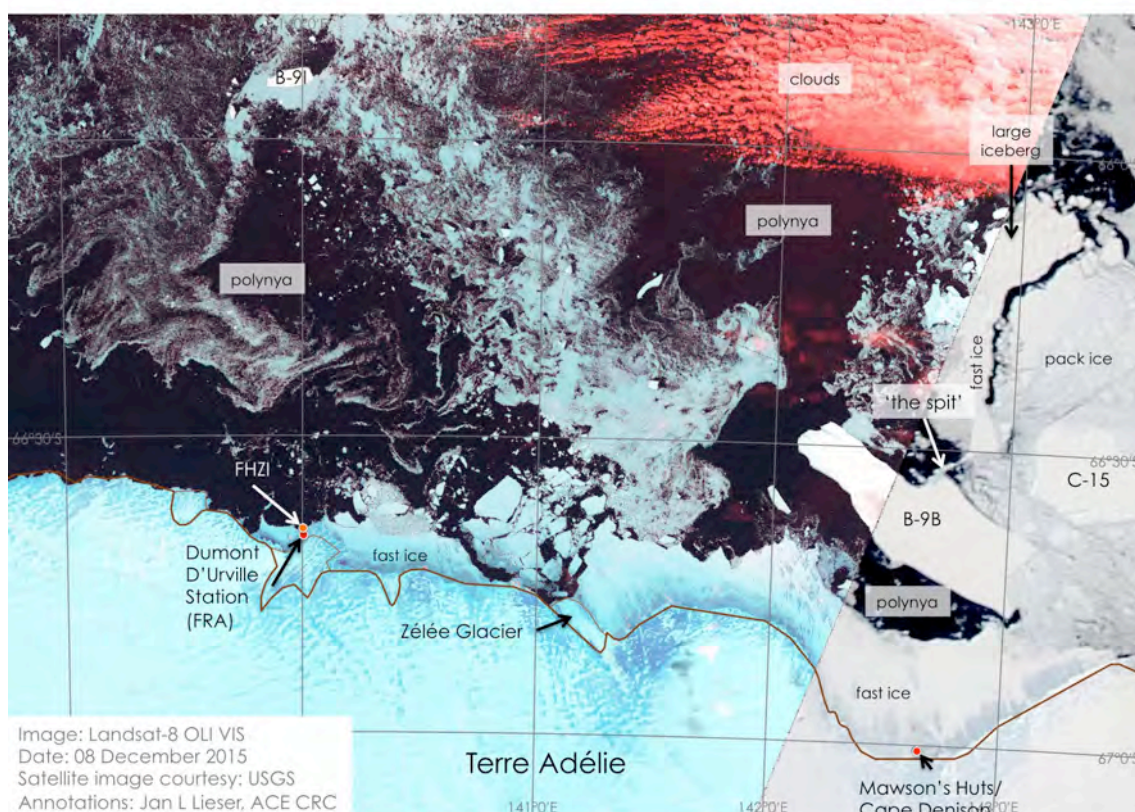 143°0'E
B-9I
clouds
large
iceberg
66°0'S
polynya
polynya
fast ice
pack ice
'the spit'
66°30'S
66°30'S
FHZI
C-15
B-9B
Dumont
D'Urville
Station
(FRA)
fast ice
polynya
Zélée Glacier
fast ice
Image: Landsat-8 OLI VIS
Date: 08 December 2015
Satellite image courtesy: USGS
Annotations: Jan L Lieser, ACE CRC
Terre Adélie
67°0'S
Mawson's Huts/
Cape Denison
141°0'E
142°0'E